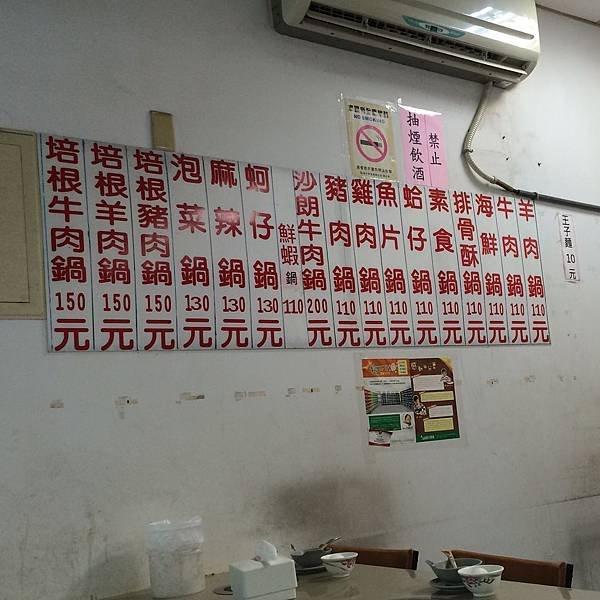 羊肉鍋 110元
牛肉鍋 110元
海鮮鍋 110元
排骨酥鍋 110元
素食鍋 110元
蛤仔鍋 110元
魚片鍋 110元
雞肉鍋 110元
豬肉鍋 110元
沙朗牛肉鍋 200元
鮮蝦鍋 110
蚵仔鍋 130元
麻辣鍋 130元
泡菜鍋 130元
培根豬肉鍋 150元
培根羊肉鍋 150元
培根牛肉鍋 150元
王子麵 10元
禁止
抽煙飲酒
NO SMOKING